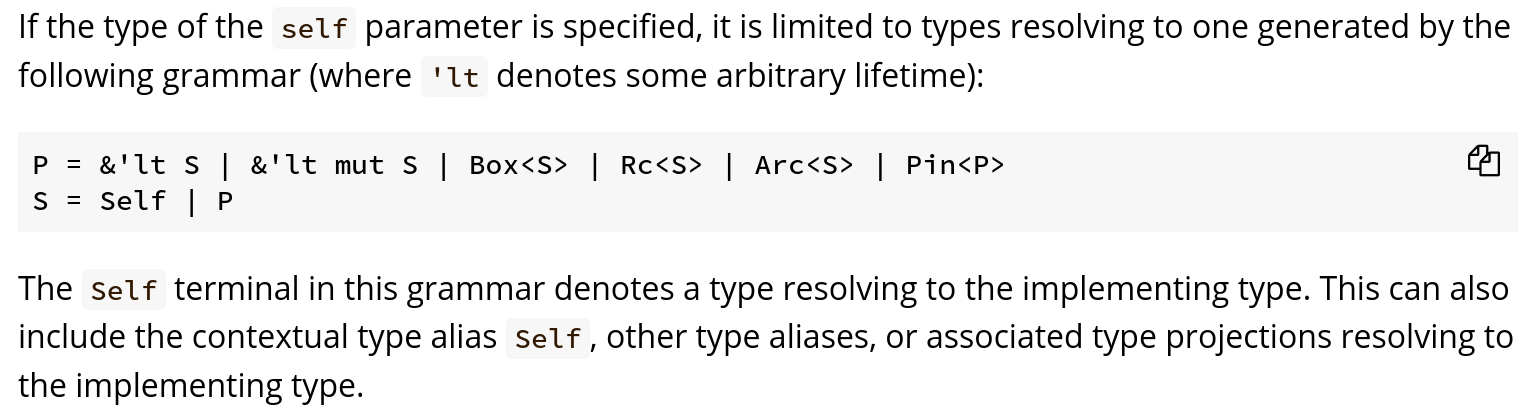 If the type of the self parameter is specified, it is limited to types resolving to one generated by the
following grammar (where 'lt denotes some arbitrary lifetime):
P = &'lt S | &'lt mut S | Box<S> | Rc<S> | Arc<S> | Pin<P>
S = Self | P
The Self terminal in this grammar denotes a type resolving to the implementing type. This can also
include the contextual type alias Self, other type aliases, or associated type projections resolving to
the implementing type.